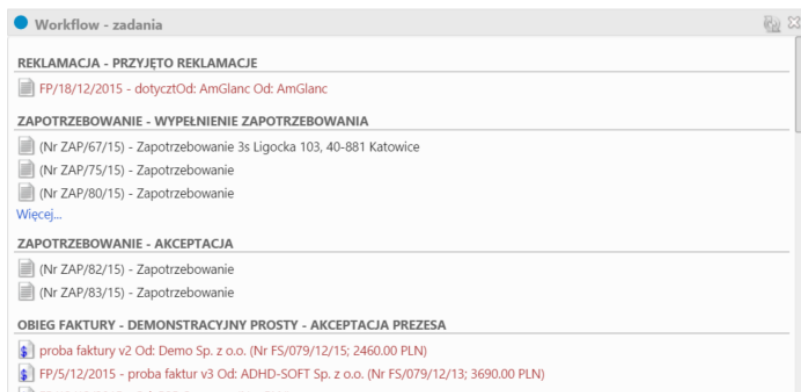 Workflow - zadania
REKLAMACJA - PRZYJĘTO REKLAMACJE
FP/18/12/2015 - dotycztOd: AmGlanc Od: AmGlanc
ZAPOTRZEBOWANIE - WYPEŁNIENIE ZAPOTRZEBOWANIA
(Nr ZAP/67/15) - Zapotrzebowanie 3s Ligocka 103, 40-881 Katowice
(Nr ZAP/75/15) - Zapotrzebowanie
(Nr ZAP/80/15) - Zapotrzebowanie
Więcej...
ZAPOTRZEBOWANIE - AKCEPTACJA
(Nr ZAP/82/15) - Zapotrzebowanie
(Nr ZAP/83/15) - Zapotrzebowanie
OBIEG FAKTURY - DEMONSTRACYJNY PROSTY - AKCEPTACJA PREZESA
proba faktury v2 Od: Demo Sp. z o.o. (Nr FS/079/12/15; 2460.00 PLN)
FP/5/12/2015 - proba faktur v3 Od: ADHD-SOFT Sp. z o.o. (Nr FS/079/12/13; 3690.00 PLN)